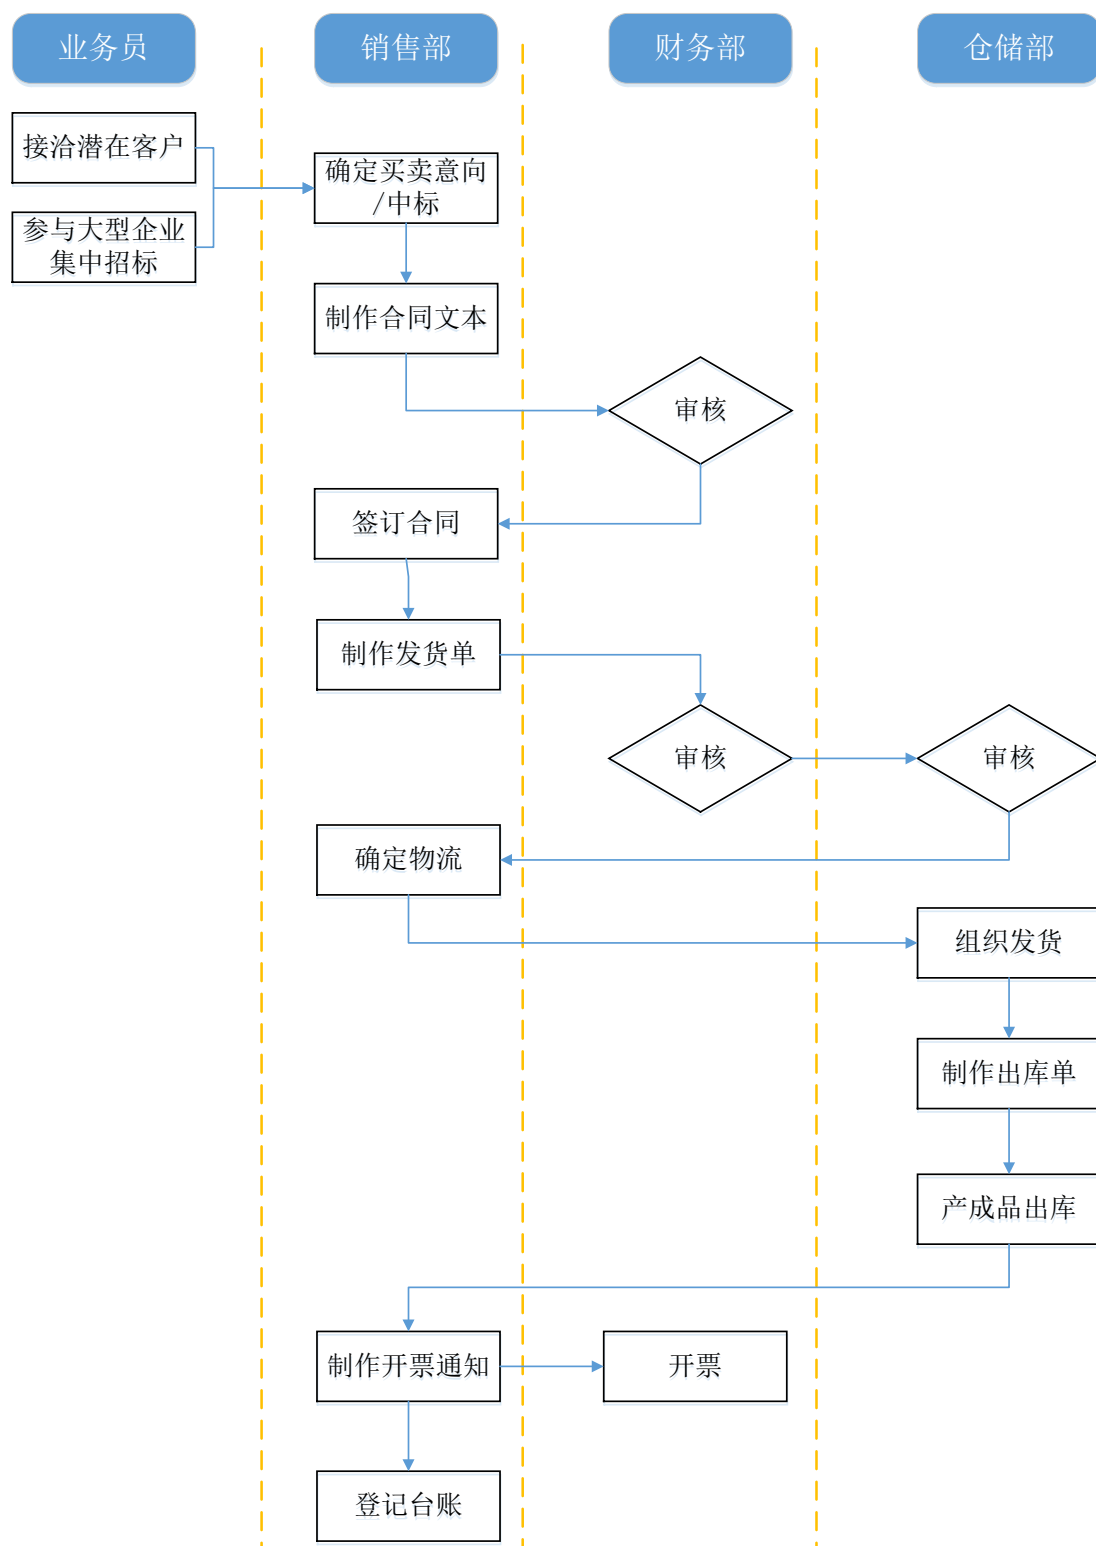 业务员
销售部
财务部
仓储部
接洽潜在客户
确定买卖意向
/中标
参与大型企业
集中招标
制作合同文本
审核
签订合同
制作发货单
审核
审核
确定物流
组织发货
制作出库单
产成品出库
制作开票通知
开票
登记台账